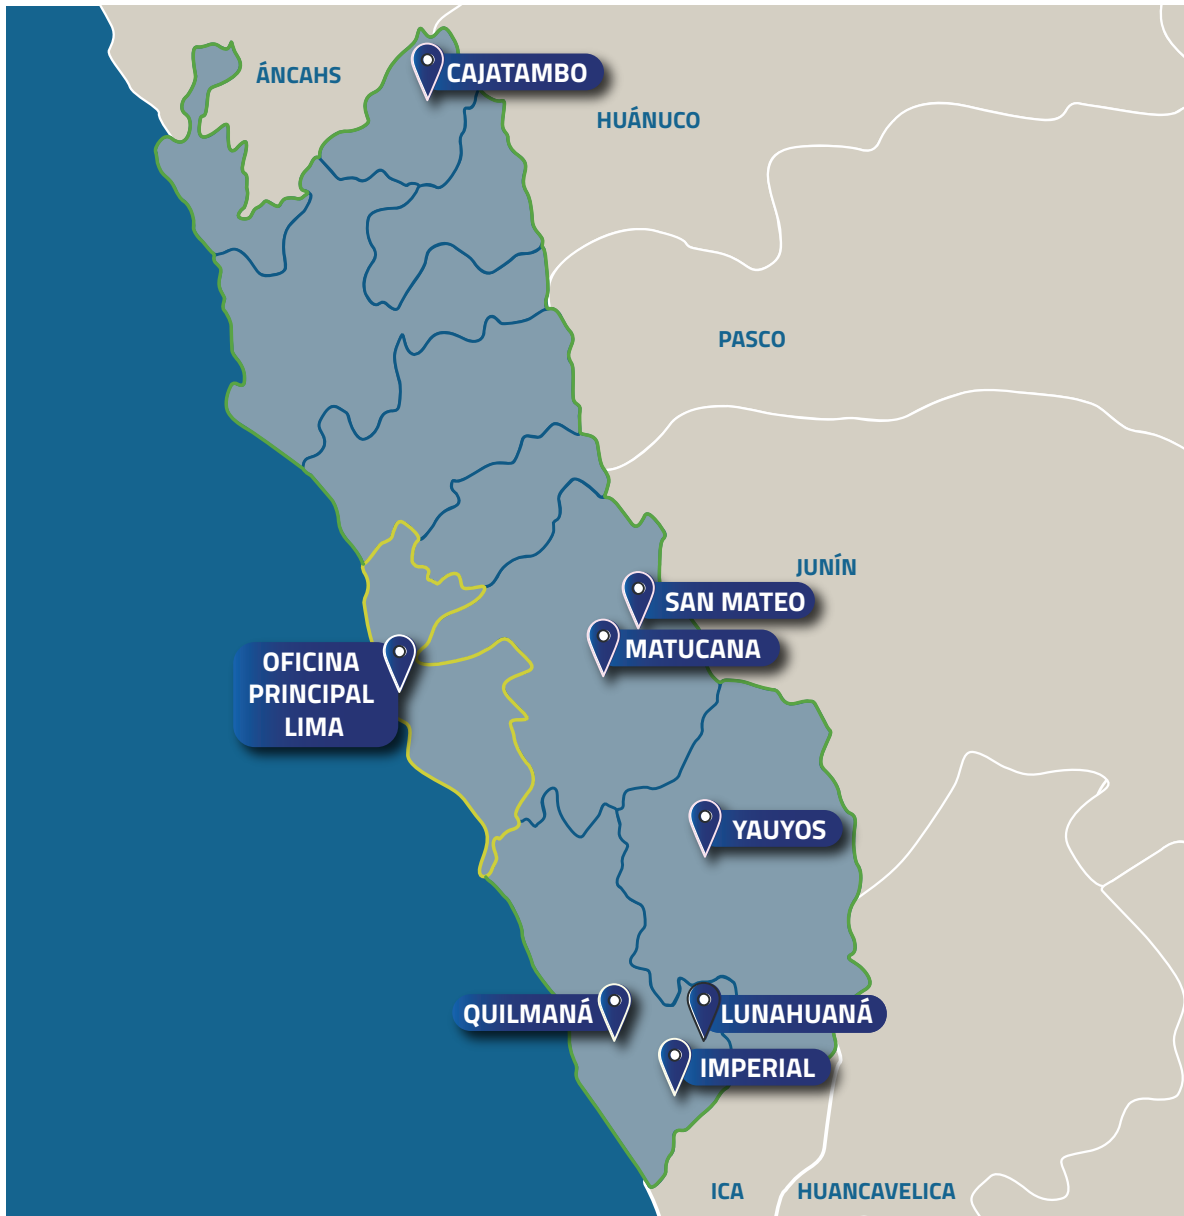 CAJATAMBO
ÁNCAHS
HUÁNUCO
PASCO
JUNÍN
SAN MATEO
MATUCANA
OFICINA
PRINCIPAL
LIMA
YAUYOS
QUILMANÁ
LUNAHUANÁ
IMPERIAL
ICA
HUANCAVELICA